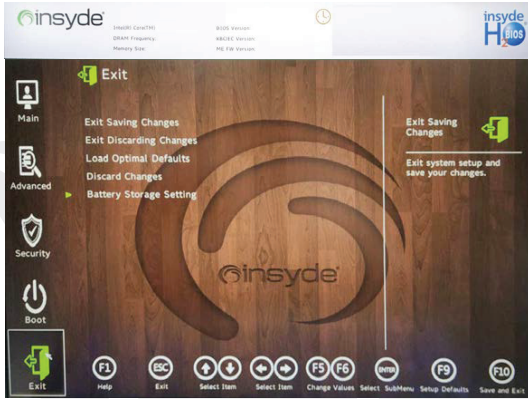 insyde
Intel(R) Core(TM)
DRAM Frequency:
Memory Size:
BIOS Version
ABCIEC Version
ME FW Version
insyde
H2O BIOS
Main
Advanced
Security
Boot
Exit
Exit
Exit Saving Changes
Exit Discarding Changes
Load Optimal Defaults
Discard Changes
Battery Storage Setting
insyde
Exit Saving
Changes
Exit system setup and
save your changes.
F1
Help
ESC
Exit
Select Item
Select Item
F5 F6
Change Values
ENTER
Select SubMenu
F9
Setup Defaults
F10
Save and Exit